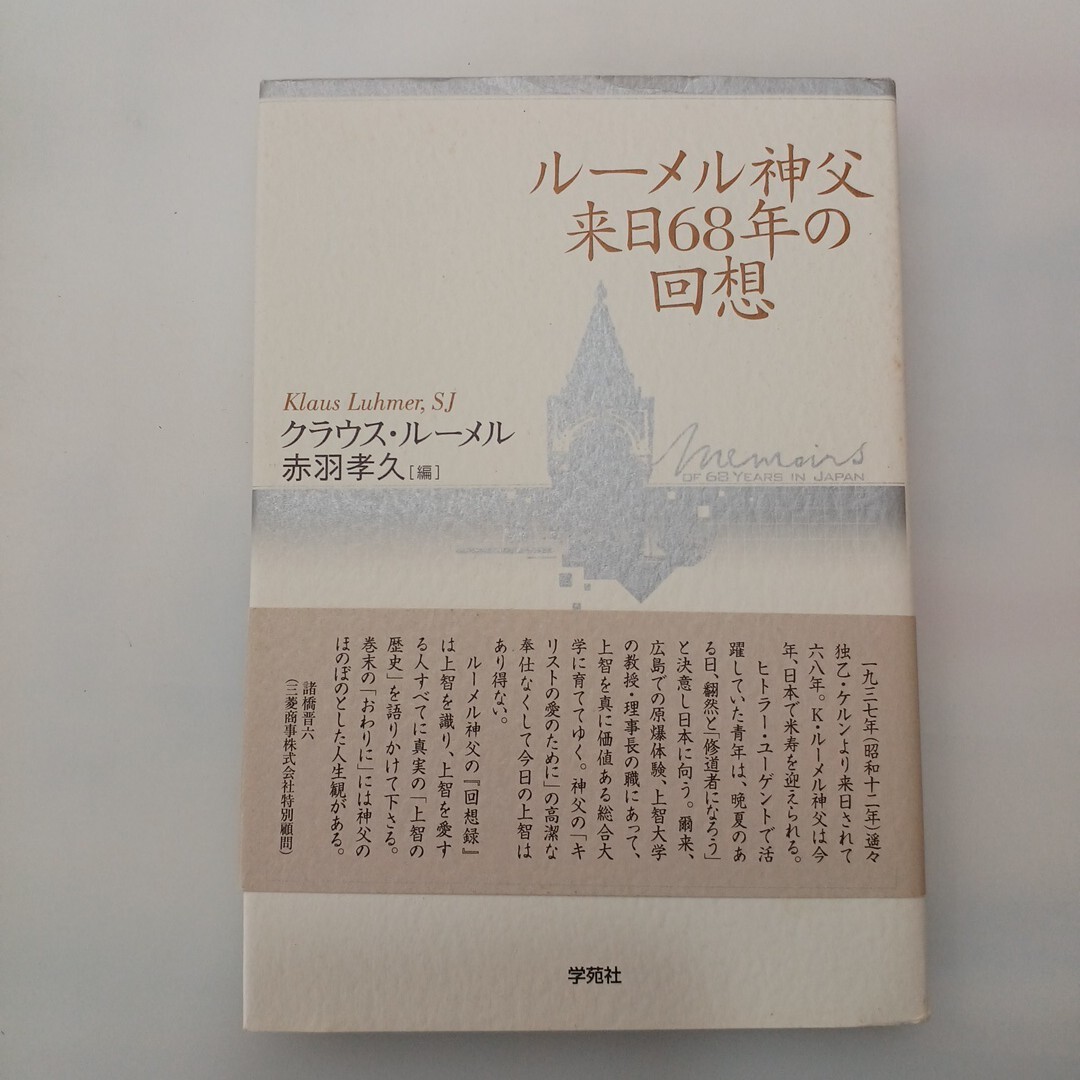 ルーメル神父
来日68年の
回想
Klaus Luhmer, SJ
クラウス・ルーメル
赤羽孝久[編]
Memoirs
OF 68 YEARS IN JAPAN
一九三七年(昭和十二年)遥々
独乙・ケルンより来日されて
六八年。K・ルーメル神父は今
年、日本で米寿を迎えられる。
ヒトラー・ユーゲントで活
躍していた青年は、晩夏のあ
る日、翻然と「修道者になろう」
と決意し日本に向う。爾来、
広島での原爆体験、上智大学
の教授・理事長の職にあって、
上智を真に価値ある総合大
学に育ててゆく。神父の「キ
リストの愛のために」の高潔な
奉仕なくして今日の上智は
あり得ない。
ルーメル神父の『回想録』
は上智を識り、上智を愛す
る人すべてに真実の「上智の
歴史」を語りかけて下さる。
巻末の「おわりに」には神父の
ほのぼのとした人生観がある。
諸橋晋六
(三菱商事株式会社特別顧問)
学苑社